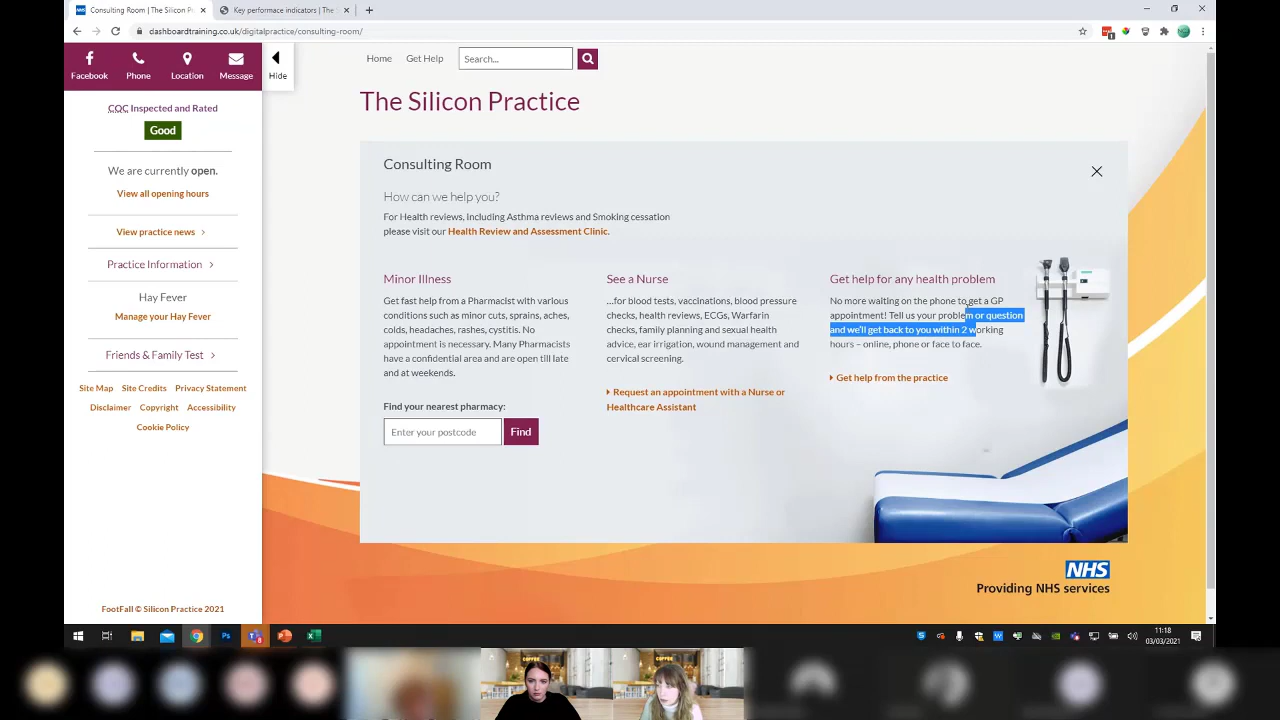 Consulting Room | The Silicon Pr
Key performace indicators | The S
dashboardtraining.co.uk/digitalpractice/consulting-room/
Facebook
Phone
Location
Message
Hide
CQC Inspected and Rated
Good
We are currently open.
View all opening hours
View practice news
Practice Information
Hay Fever
Manage your Hay Fever
Friends & Family Test
Site Map Site Credits Privacy Statement
Disclaimer Copyright Accessibility
Cookie Policy
FootFall © Silicon Practice 2021
Home Get Help Search...
The Silicon Practice
Consulting Room
How can we help you?
For Health reviews, including Asthma reviews and Smoking cessation
please visit our Health Review and Assessment Clinic.
Minor Illness
Get fast help from a Pharmacist with various
conditions such as minor cuts, sprains, aches,
colds, headaches, rashes, cystitis. No
appointment is necessary. Many Pharmacists
have a confidential area and are open till late
and at weekends.
Find your nearest pharmacy:
Enter your postcode Find
See a Nurse
...for blood tests, vaccinations, blood pressure
checks, health reviews, ECGs, Warfarin
checks, family planning and sexual health
advice, ear irrigation, wound management and
cervical screening.
Request an appointment with a Nurse or
Healthcare Assistant
Get help for any health problem
No more waiting on the phone to get a GP
appointment! Tell us your problem or question
and we'll get back to you within 2 working
hours – online, phone or face to face.
Get help from the practice
NHS
Providing NHS services
11:18
03/03/2021
COFFEE
COFFEE